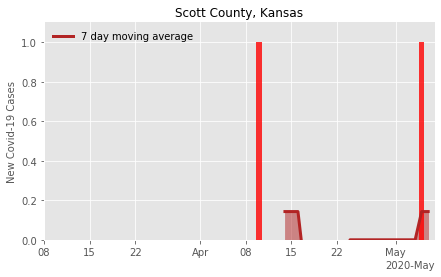 Scott County, Kansas
7 day moving average
New Covid-19 Cases
1.0
0.8
0.6
0.4
0.2
0.0
08 15 22 Apr 08 15 22 May
2020-May